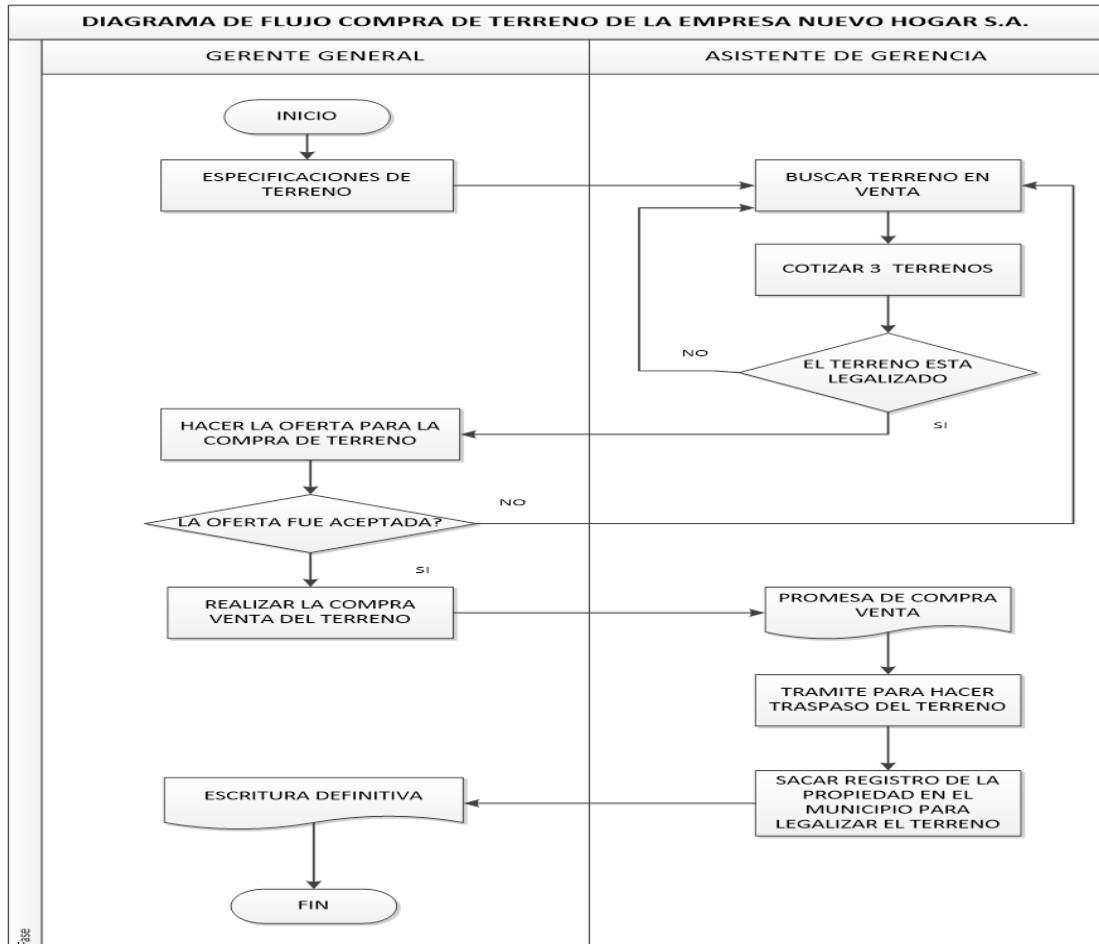 DIAGRAMA DE FLUJO COMPRA DE TERRENO DE LA EMPRESA NUEVO HOGAR S.A.
GERENTE GENERAL
ASISTENTE DE GERENCIA
INICIO
ESPECIFICACIONES DE
TERRENO
BUSCAR TERRENO EN
VENTA
COTIZAR 3 TERRENOS
EL TERRENO ESTA
LEGALIZADO
NO
SI
HACER LA OFERTA PARA LA
COMPRA DE TERRENO
LA OFERTA FUE ACEPTADA?
NO
SI
REALIZAR LA COMPRA
VENTA DEL TERRENO
PROMESA DE COMPRA
VENTA
TRAMITE PARA HACER
TRASPASO DEL TERRENO
SACAR REGISTRO DE LA
PROPIEDAD EN EL
MUNICIPIO PARA
LEGALIZAR EL TERRENO
ESCRITURA DEFINITIVA
FIN
Fase